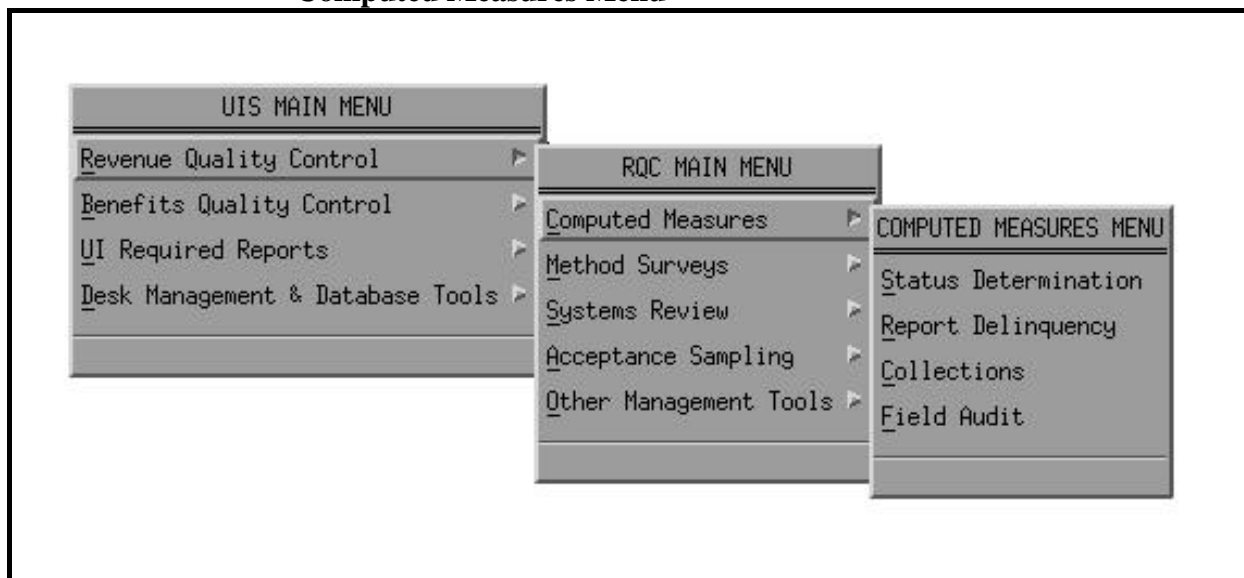 Computed Measures Menu
UIS MAIN MENU
Revenue Quality Control
Benefits Quality Control
UI Required Reports
Desk Management & Database Tools
RQC MAIN MENU
Computed Measures
Method Surveys
Systems Review
Acceptance Sampling
Other Management Tools
COMPUTED MEASURES MENU
Status Determination
Report Delinquency
Collections
Field Audit